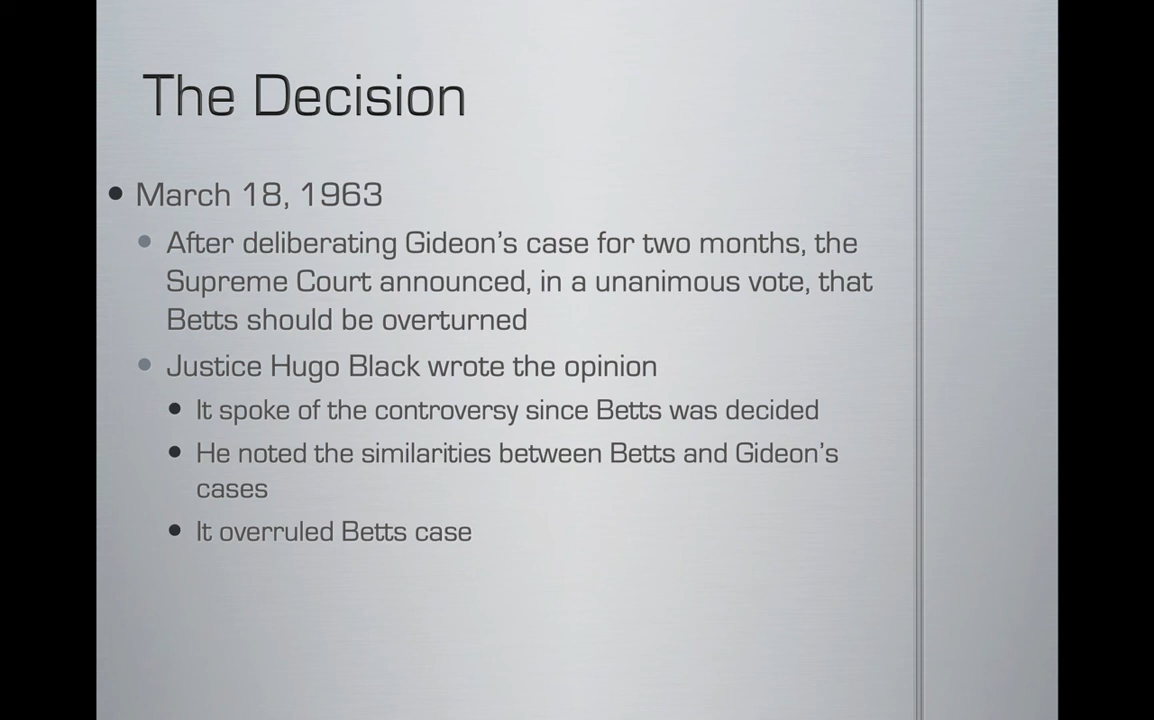 The Decision
• March 18, 1963
• After deliberating Gideon's case for two months, the
Supreme Court announced, in a unanimous vote, that
Betts should be overturned
• Justice Hugo Black wrote the opinion
• It spoke of the controversy since Betts was decided
• He noted the similarities between Betts and Gideon's
cases
• It overruled Betts case